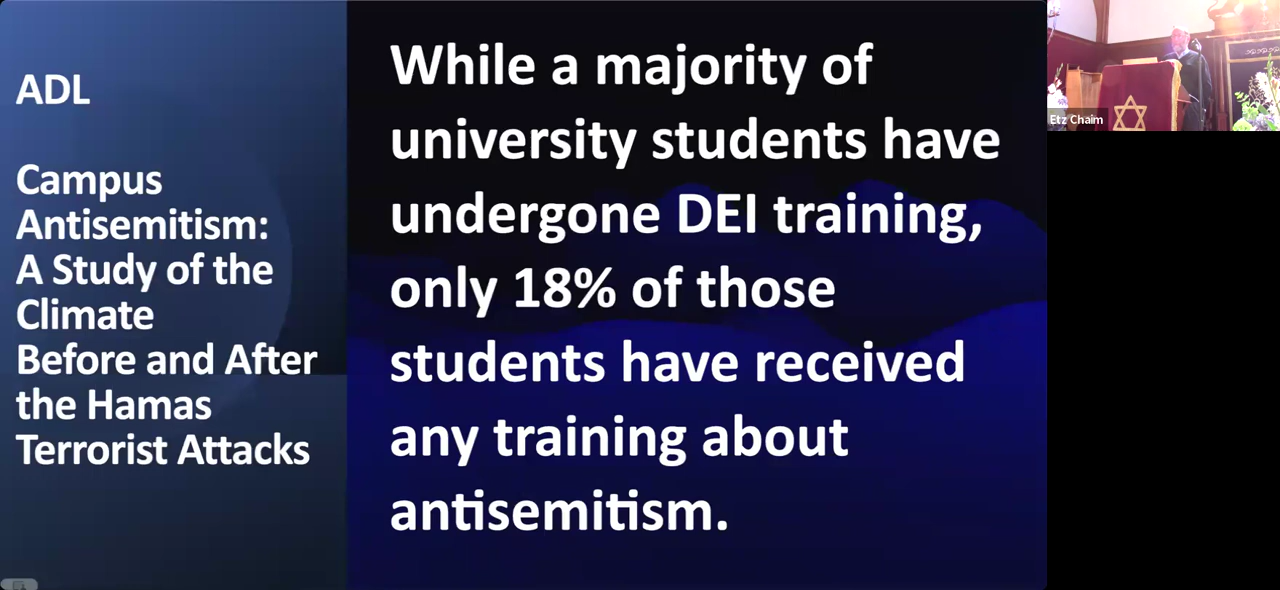 ADL
Campus
Antisemitism:
A Study of the
Climate
Before and After
the Hamas
Terrorist Attacks
While a majority of
university students have
undergone DEI training,
only 18% of those
students have received
any training about
antisemitism.
Etz Chaim